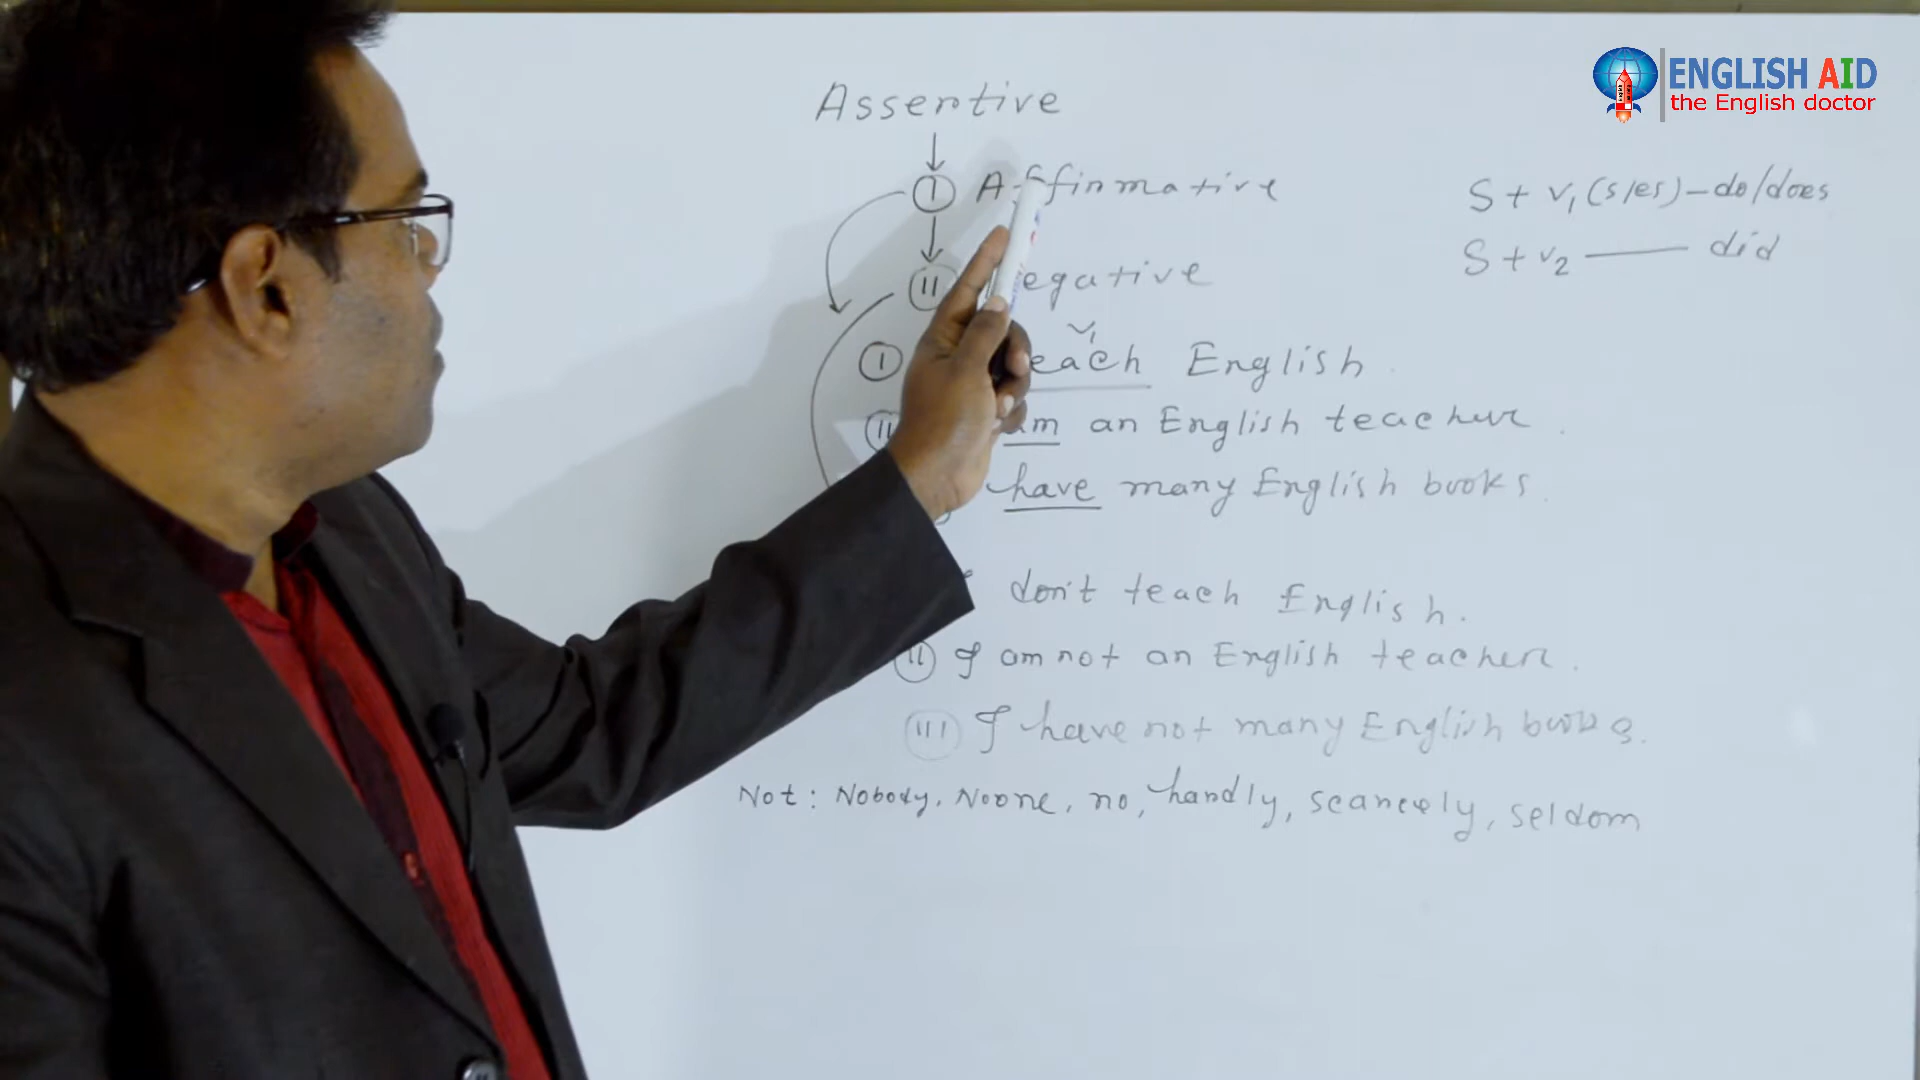 ENGLISH AID
the English doctor
Assertive
I Affirmative
II Negative
S + V1 (s/es) - do/does
S + V2 — did
V1
I teach English.
II am an English teacher.
have many English books.
I don't teach English.
II I am not an English teacher.
III I have not many English books.
Not: Nobody, Noone, no, hardly, scarcely, seldom